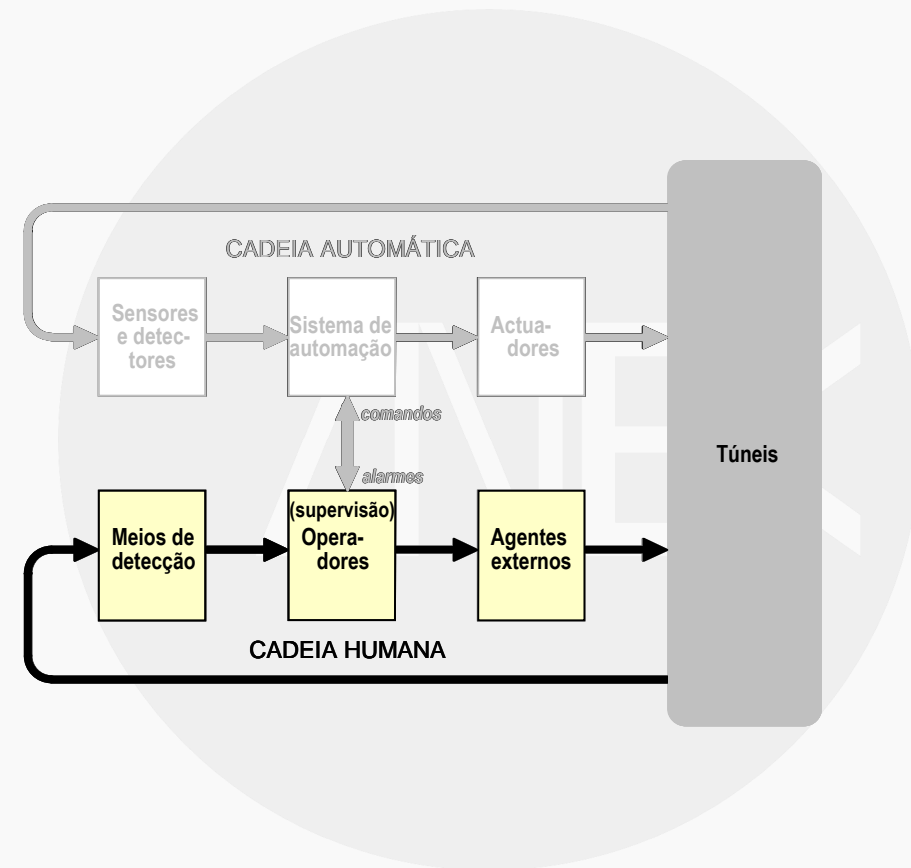 CADEIA AUTOMÁTICA
Sensores
e detec-
tores
Sistema de
automação
Actua-
dores
comandos
alarmes
Túneis
Meios de
detecção
(supervisão)
Opera-
dores
Agentes
externos
CADEIA HUMANA